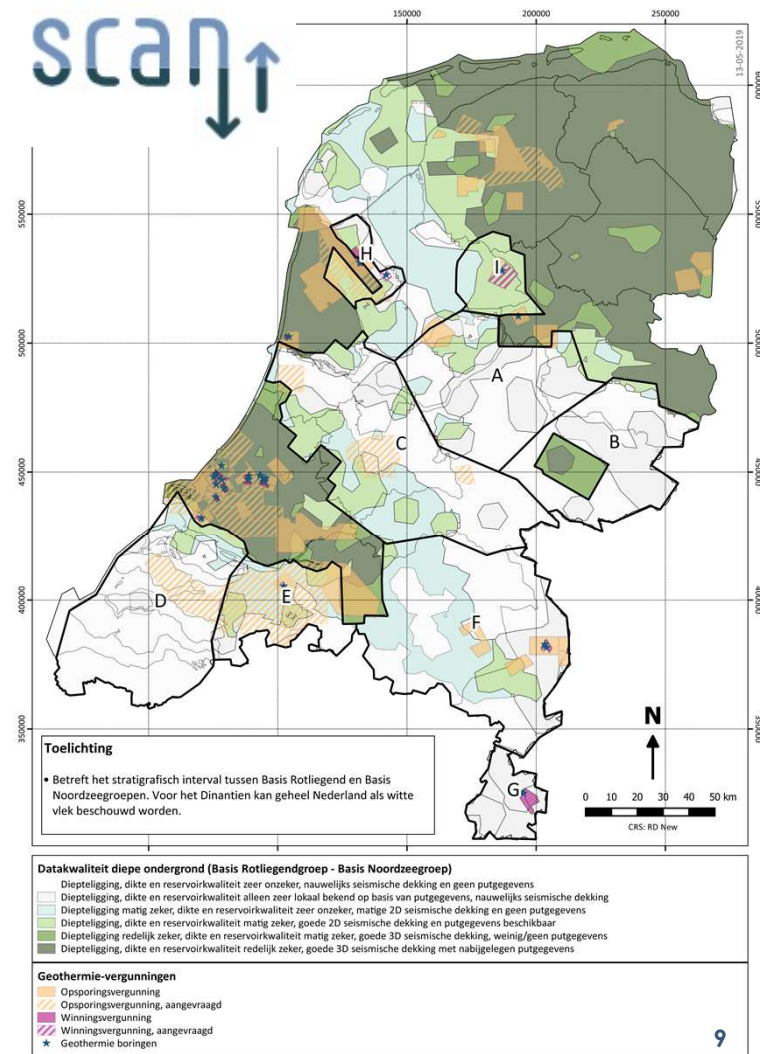 scan
150000 200000 250000
13-05-2019
600000 600000
550000 550000
H
I
500000 500000
A
B
C
450000 450000
D
E
400000 400000
F
350000 350000
G
N
0 10 20 30 40 50 km
CRS: RD New
Toelichting
• Betreft het stratigrafisch interval tussen Basis Rotliegend en Basis
Noordzeegroepen. Voor het Dinantien kan geheel Nederland als witte
vlek beschouwd worden.
Datakwaliteit diepe ondergrond (Basis Rotliegendgroep - Basis Noordzeegroep)
Diepteligging, dikte en reservoirkwaliteit zeer onzeker, nauwelijks seismische dekking en geen putgegevens
Diepteligging, dikte en reservoirkwaliteit alleen zeer lokaal bekend op basis van putgegevens, nauwelijks seismische dekking
Diepteligging matig zeker, dikte en reservoirkwaliteit zeer onzeker, matige 2D seismische dekking en geen putgegevens
Diepteligging, dikte en reservoirkwaliteit matig zeker, goede 2D seismische dekking en putgegevens beschikbaar
Diepteligging redelijk zeker, dikte en reservoirkwaliteit matig zeker, goede 3D seismische dekking, weinig/geen putgegevens
Diepteligging, dikte en reservoirkwaliteit redelijk zeker, goede 3D seismische dekking met nabijgelegen putgegevens
Geothermie-vergunningen
Opsporingsvergunning
Opsporingsvergunning, aangevraagd
Winningsvergunning
Winningsvergunning, aangevraagd
Geothermie boringen
9